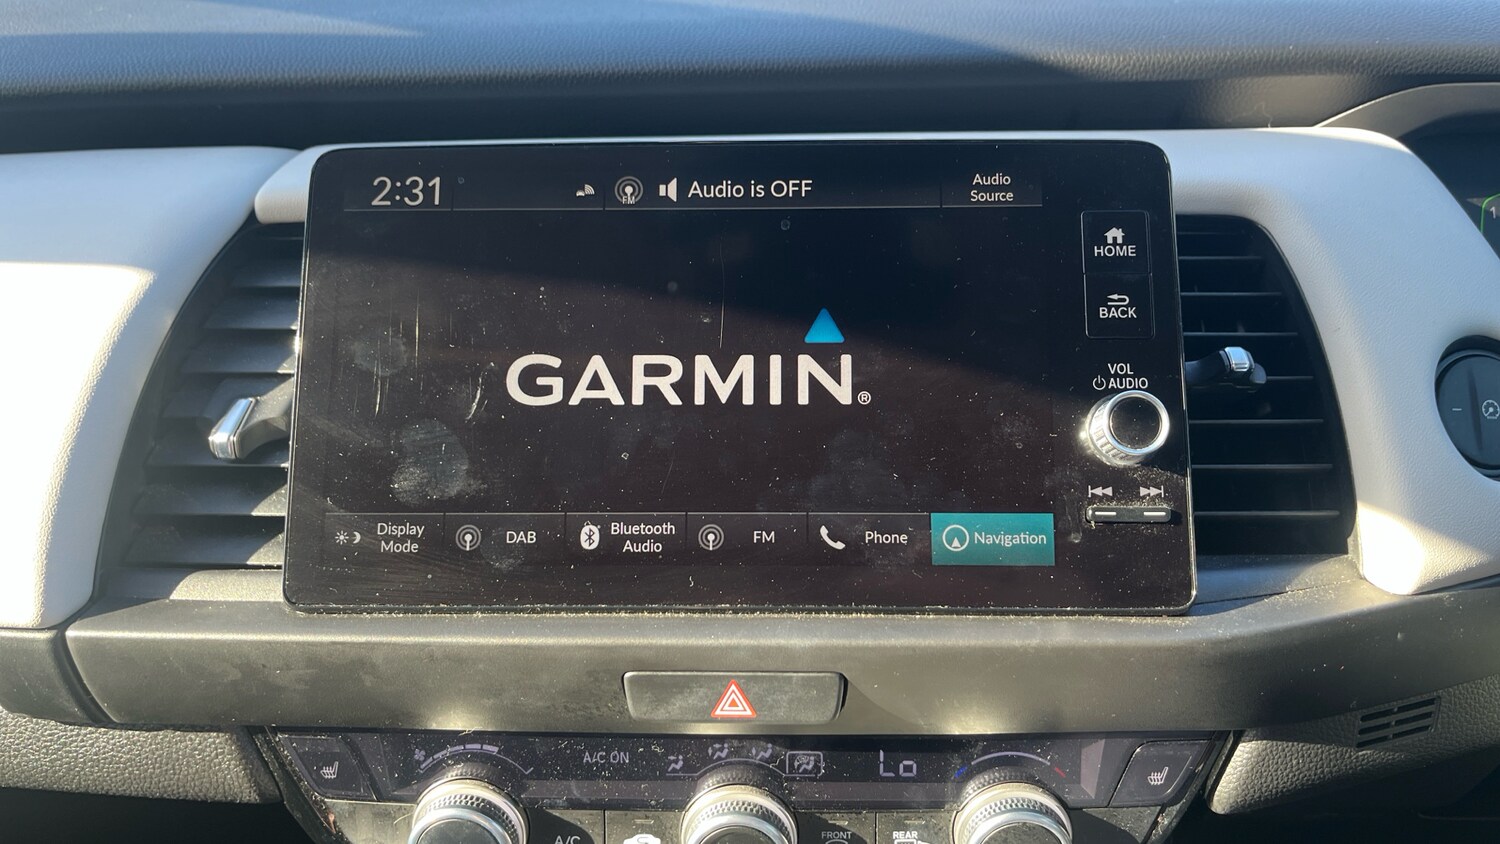 2:31
FM
Audio is OFF
Audio
Source
HOME
BACK
VOL
AUDIO
GARMIN®
Display
Mode
DAB
Bluetooth
Audio
FM
Phone
Navigation
A/C ON
Lo
A/C
FRONT
REAR